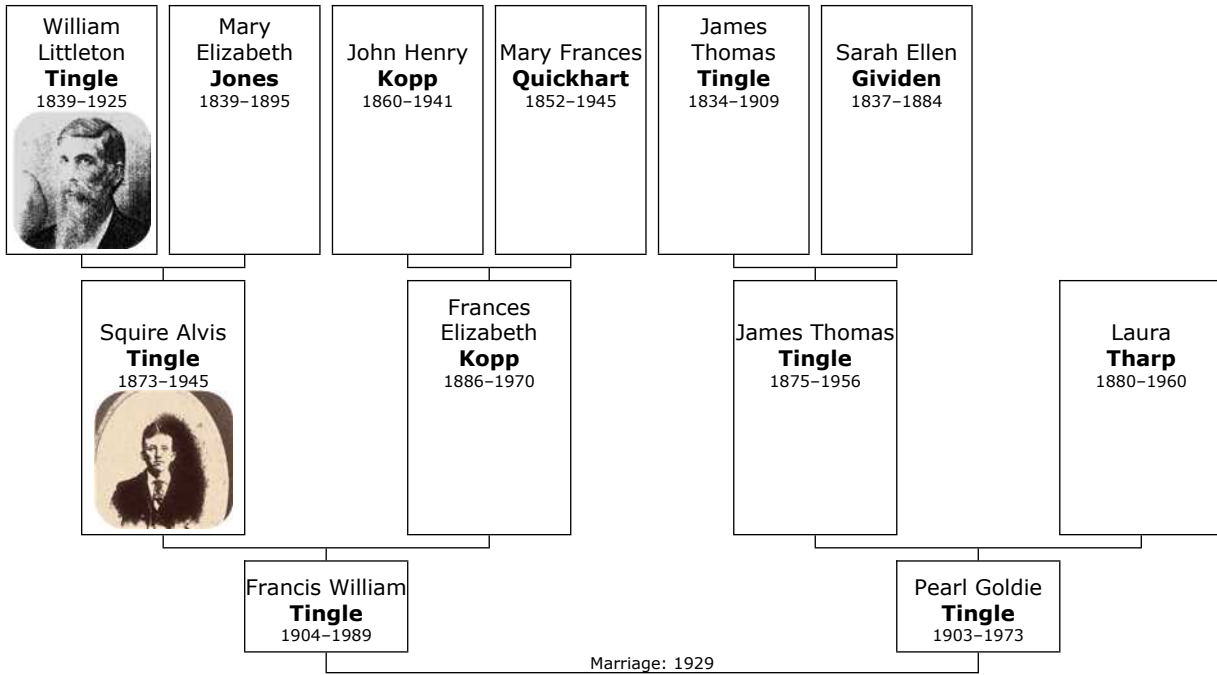 William
Littleton
Tingle
1839–1925
Mary
Elizabeth
Jones
1839–1895
John Henry
Kopp
1860–1941
Mary Frances
Quickhart
1852–1945
James
Thomas
Tingle
1834–1909
Sarah Ellen
Gividen
1837–1884
Squire Alvis
Tingle
1873–1945
Frances
Elizabeth
Kopp
1886–1970
James Thomas
Tingle
1875–1956
Laura
Tharp
1880–1960
Francis William
Tingle
1904–1989
Pearl Goldie
Tingle
1903–1973
Marriage: 1929